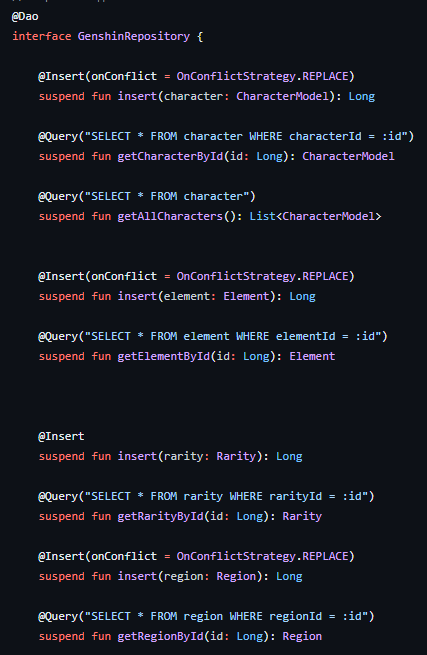 @Dao
interface GenshinRepository {
@Insert(onConflict = OnConflictStrategy.REPLACE)
suspend fun insert(character: CharacterModel): Long
@Query("SELECT * FROM character WHERE characterId = :id")
suspend fun getCharacterById(id: Long): CharacterModel
@Query("SELECT * FROM character")
suspend fun getAllCharacters(): List<CharacterModel>
@Insert(onConflict = OnConflictStrategy.REPLACE)
suspend fun insert(element: Element): Long
@Query("SELECT * FROM element WHERE elementId = :id")
suspend fun getElementById(id: Long): Element
@Insert
suspend fun insert(rarity: Rarity): Long
@Query("SELECT * FROM rarity WHERE rarityId = :id")
suspend fun getRarityById(id: Long): Rarity
@Insert(onConflict = OnConflictStrategy.REPLACE)
suspend fun insert(region: Region): Long
@Query("SELECT * FROM region WHERE regionId = :id")
suspend fun getRegionById(id: Long): Region